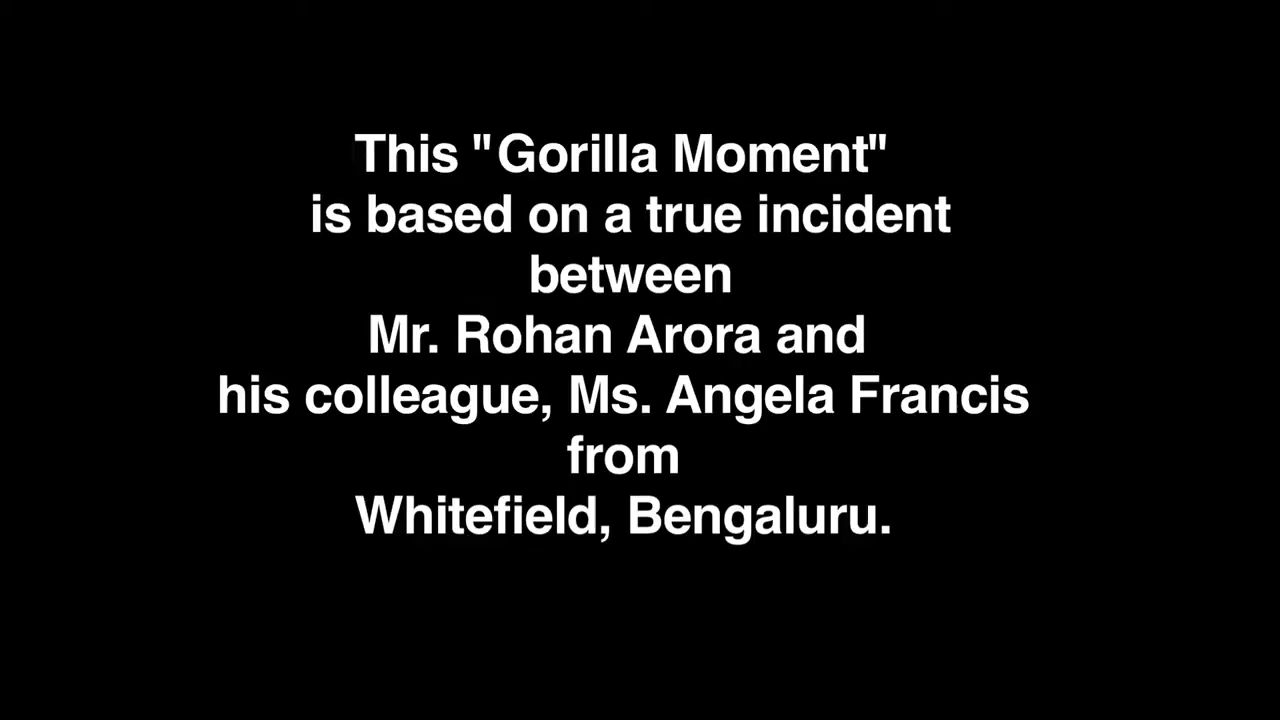 This "Gorilla Moment"
is based on a true incident
between
Mr. Rohan Arora and
his colleague, Ms. Angela Francis
from
Whitefield, Bengaluru.